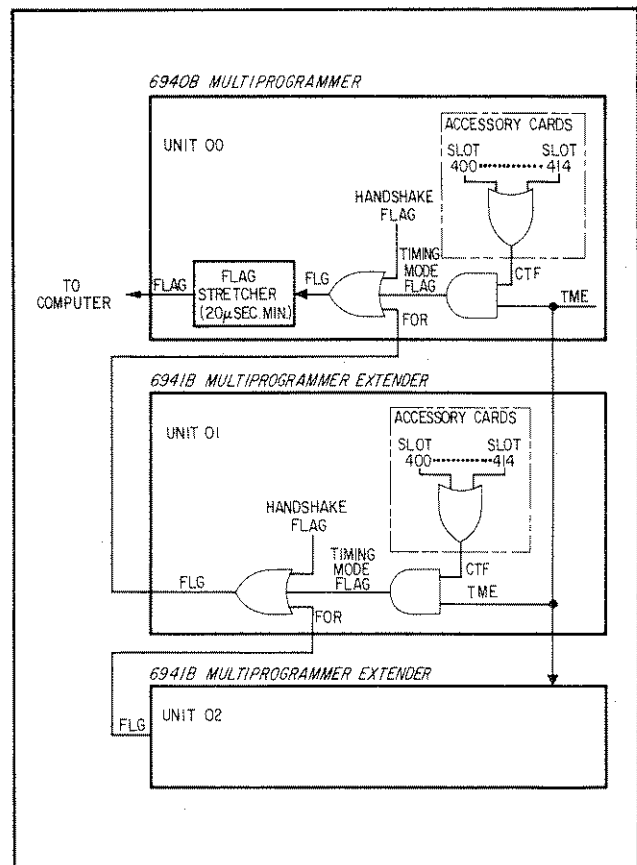 6940B MULTIPROGRAMMER
UNIT 00
ACCESSORY CARDS
SLOT SLOT
400 414
HANDSHAKE
FLAG
TIMING
MODE
FLAG
CTF
TME
TO
COMPUTER
FLAG
FLAG
STRETCHER
(20μSEC. MIN.)
FLG
FOR
6941B MULTIPROGRAMMER EXTENDER
UNIT 01
ACCESSORY CARDS
SLOT SLOT
400 414
HANDSHAKE
FLAG
TIMING
MODE
FLAG
CTF
TME
FLG
FOR
6941B MULTIPROGRAMMER EXTENDER
UNIT 02
FLG